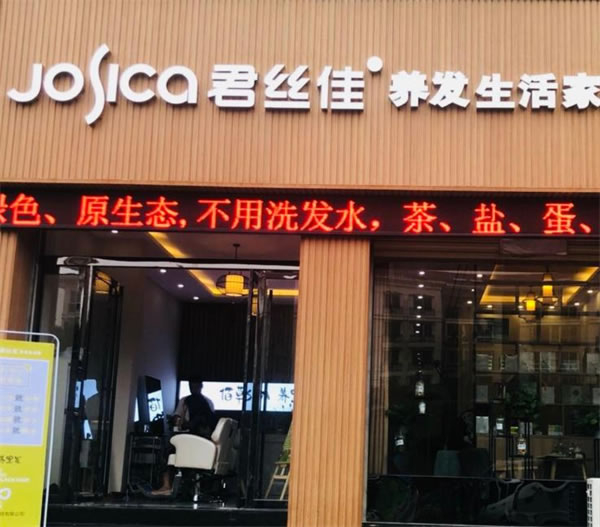 Josica 君丝佳 养发生活家
绿色、原生态,不用洗发水,茶、盐、蛋、